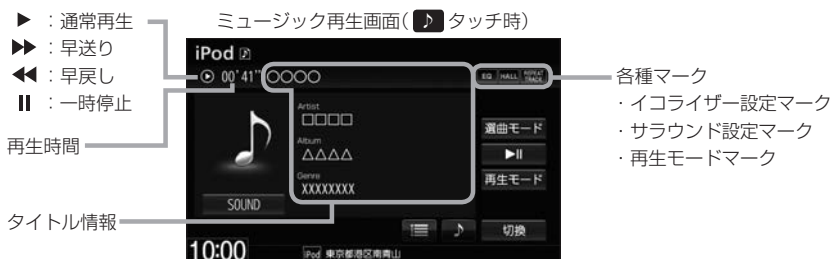 ▶ ：通常再生
▶▶ ：早送り
◀◀ ：早戻し
II ：一時停止
再生時間
タイトル情報
ミュージック再生画面(♪タッチ時)
iPod ♪
00'41" ○○○○
EQ HALL REPEAT TRACK
Artist
□□□□
Album
△△△△
Genre
XXXXXXXX
SOUND
選曲モード
▶II
再生モード
切換
10:00
iPod 東京都港区南青山
各種マーク
・イコライザー設定マーク
・サラウンド設定マーク
・再生モードマーク